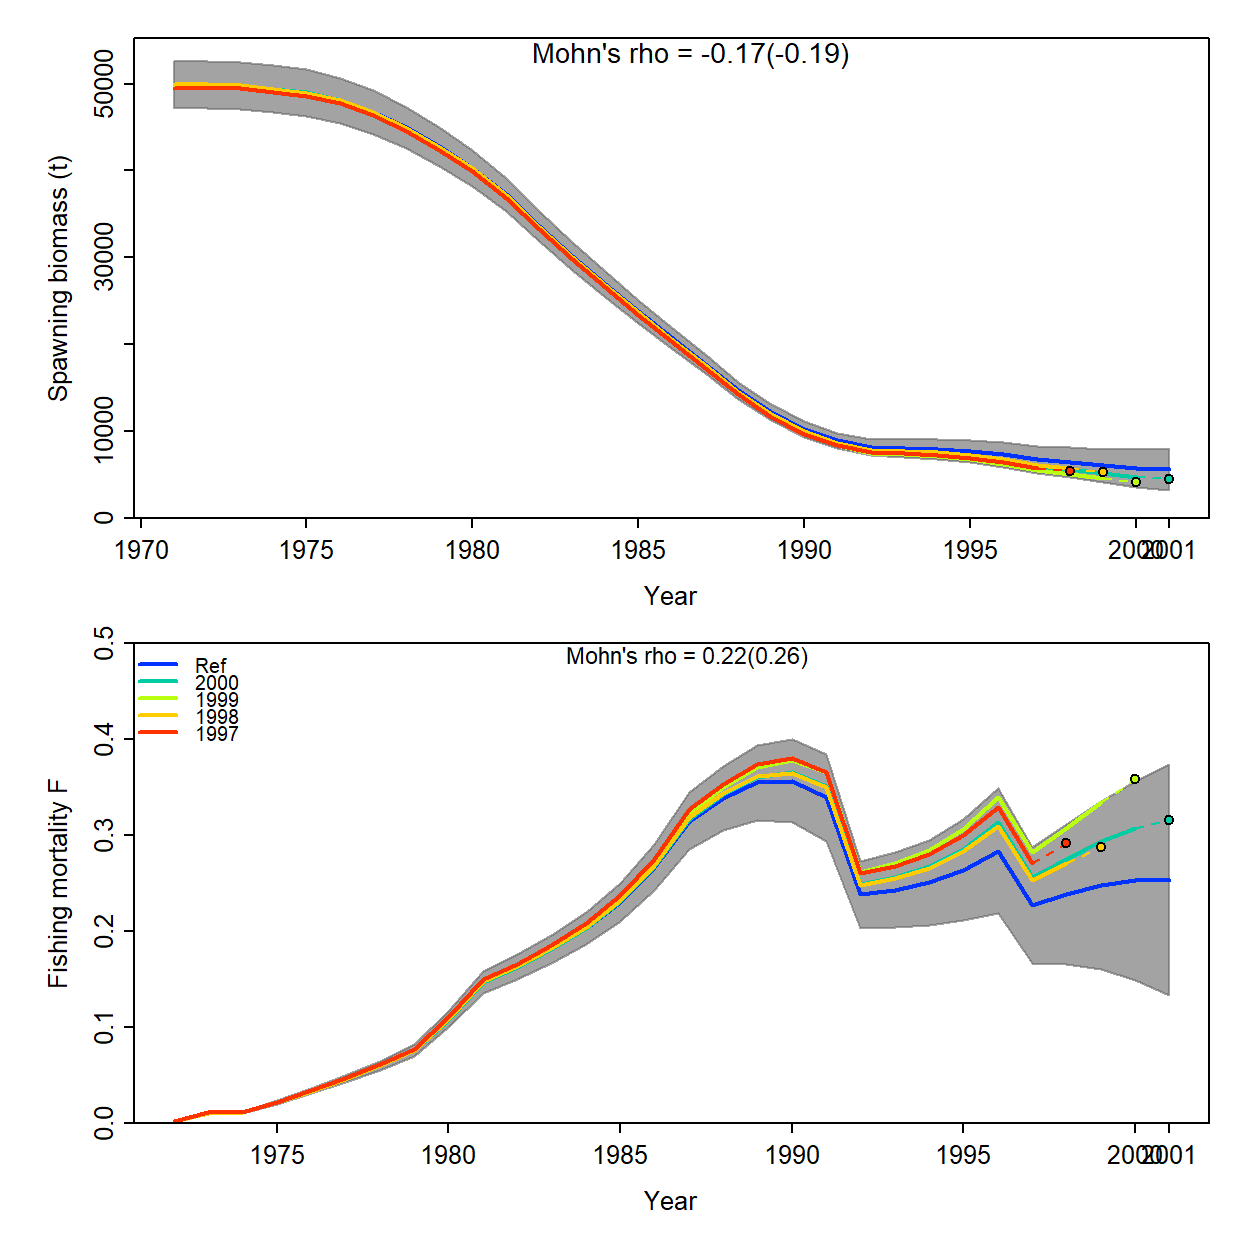 Mohn's rho = -0.17(-0.19)
Spawning biomass (t)
50000
30000
10000
0
1970 1975 1980 1985 1990 1995 2000 2001
Year
Mohn's rho = 0.22(0.26)
Fishing mortality F
0.5
0.4
0.3
0.2
0.1
0.0
Ref
2000
1999
1998
1997
1975 1980 1985 1990 1995 2000 2001
Year